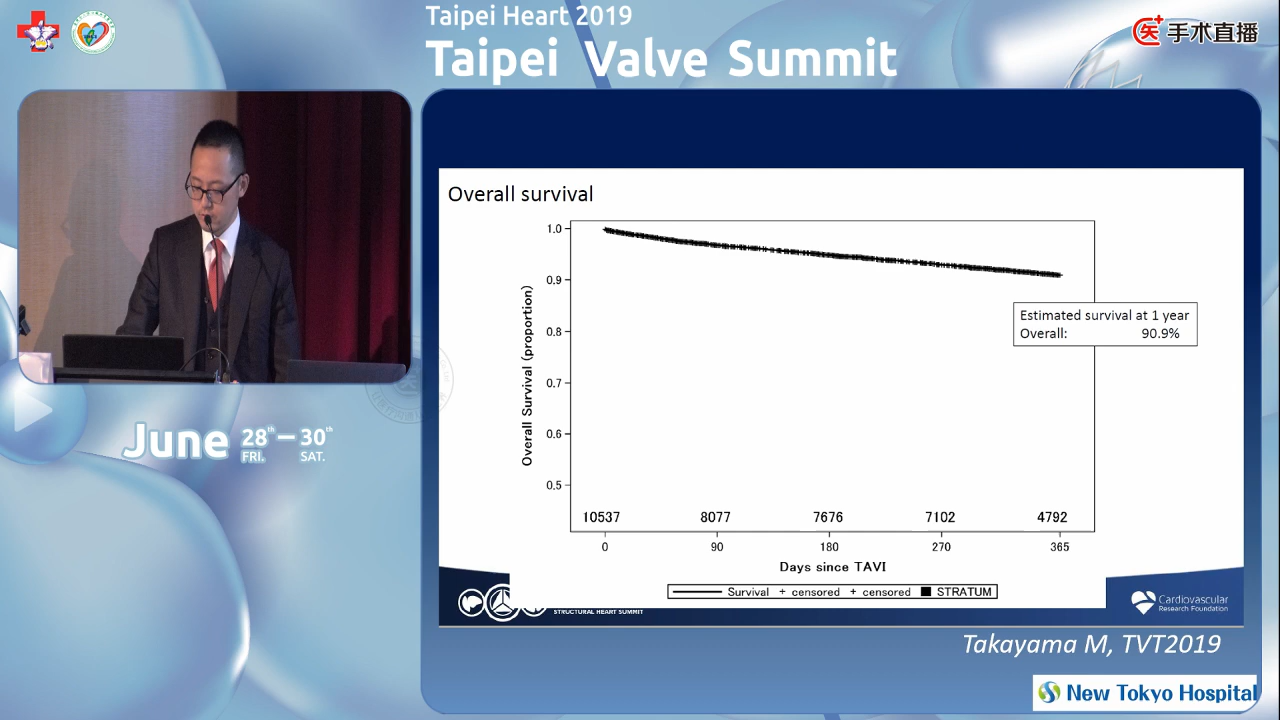 Taipei Heart 2019
Taipei Valve Summit
医 手术直播
June 28th — 30th
FRI. SAT.
Overall survival
Overall Survival (proportion)
1.0
0.9
0.8
0.7
0.6
0.5
Estimated survival at 1 year
Overall: 90.9%
10537 8077 7676 7102 4792
0 90 180 270 365
Days since TAVI
Survival + censored + censored ■ STRATUM
STRUCTURAL HEART SUMMIT
Cardiovascular
Research Foundation
Takayama M, TVT2019
New Tokyo Hospital